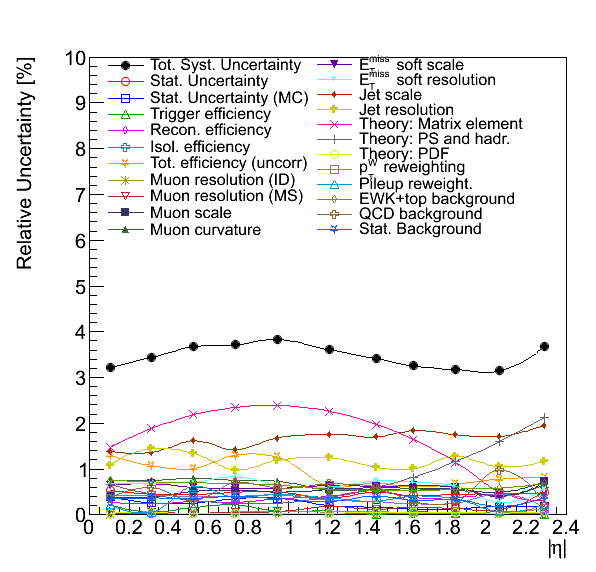 Relative Uncertainty [%]
10
9
8
7
6
5
4
3
2
1
0
Tot. Syst. Uncertainty
Stat. Uncertainty
Stat. Uncertainty (MC)
Trigger efficiency
Recon. efficiency
Isol. efficiency
Tot. efficiency (uncorr)
Muon resolution (ID)
Muon resolution (MS)
Muon scale
Muon curvature
E_T^miss soft scale
E_T^miss soft resolution
Jet scale
Jet resolution
Theory: Matrix element
Theory: PS and hadr.
Theory: PDF
p_T^W reweighting
Pileup reweight.
EWK+top background
QCD background
Stat. Background
0 0.2 0.4 0.6 0.8 1 1.2 1.4 1.6 1.8 2 2.2 2.4
|η|